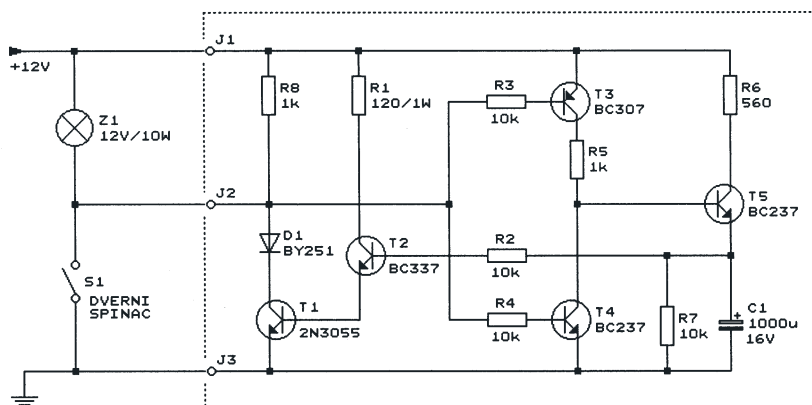 J1
+12V
R8
1k
R1
120/1W
R3
10k
T3
BC307
R6
560
Z1
12V/10W
R5
1k
J2
T5
BC237
D1
BY251
T2
BC337
R2
10k
S1
DVERNI
SPINAC
T1
2N3055
R4
10k
T4
BC237
R7
10k
+
C1
1000u
16V
J3